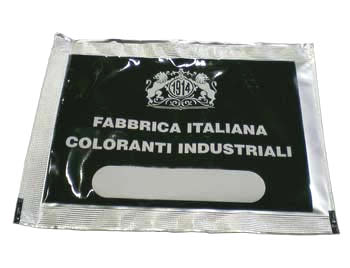 1914
FABBRICA ITALIANA
COLORANTI INDUSTRIALI